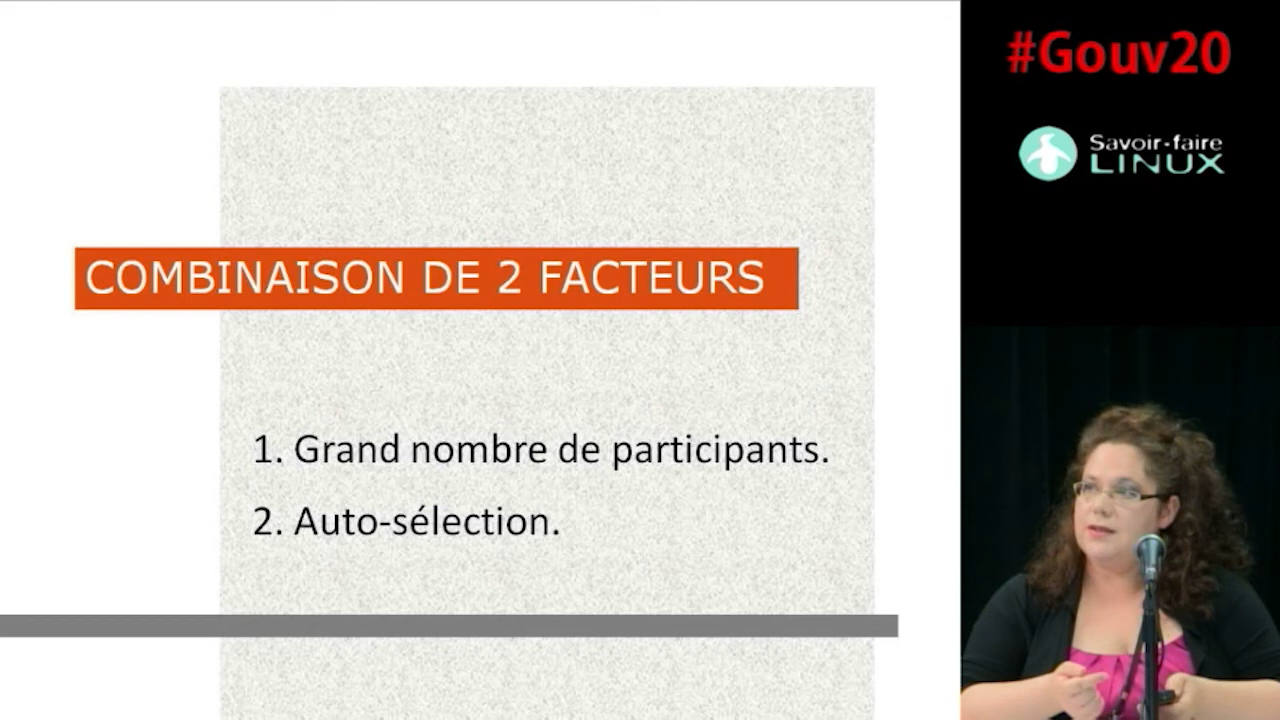 #Gouv20
Savoir-faire
LINUX
COMBINAISON DE 2 FACTEURS
1. Grand nombre de participants.
2. Auto-sélection.